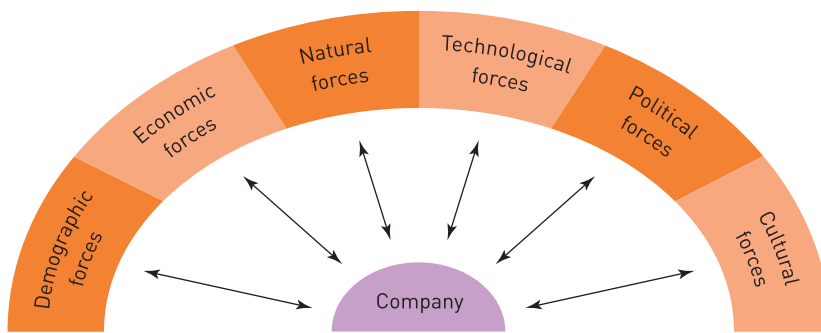 Demographic
forces
Economic
forces
Natural
forces
Technological
forces
Political
forces
Cultural
forces
Company